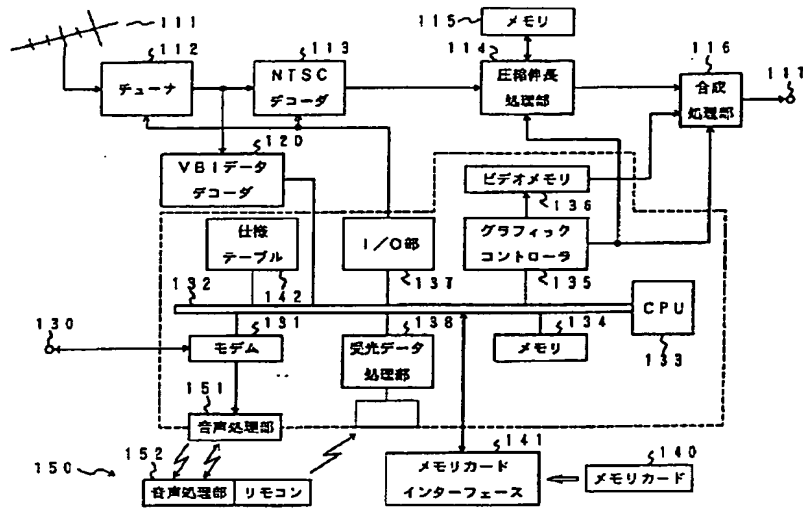 111
112
チューナ
113
NTSC
デコーダ
115
メモリ
114
圧縮伸長
処理部
116
合成
処理部
117
120
VBIデータ
デコーダ
ビデオメモリ
136
仕様
テーブル
142
I/O部
137
グラフィック
コントローラ
135
132
CPU
133
130
131
モデム
138
受光データ
処理部
134
メモリ
151
音声処理部
150
152
音声処理部
リモコン
141
メモリカード
インターフェース
140
メモリカード